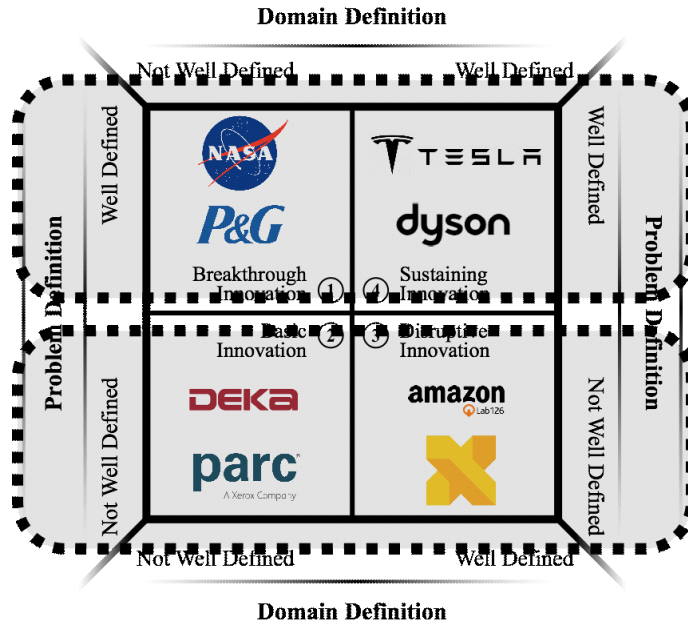 Domain Definition
Not Well Defined
Well Defined
Well Defined
Well Defined
NASA
TESLA
P&G
dyson
Problem Definition
Problem Definition
Breakthrough
Innovation
1
4
Sustaining
Innovation
Basic
Innovation
2
3
Disruptive
Innovation
Not Well Defined
Not Well Defined
DEKA
amazon
Lab126
parc
A Xerox Company
Not Well Defined
Well Defined
Domain Definition